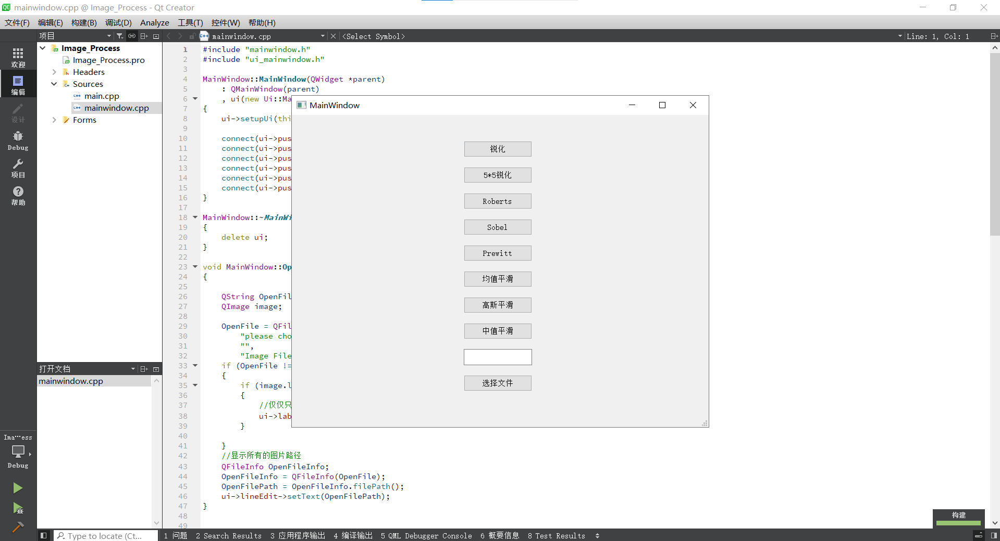 mainwindow.cpp @ Image_Process - Qt Creator
文件(F) 编辑(E) 构建(B) 调试(D) Analyze 工具(T) 控件(W) 帮助(H)
项目
mainwindow.cpp
<Select Symbol>
Line: 1, Col: 1
欢迎
编辑
设计
Debug
项目
帮助
Ima···ess
Debug
Image_Process
Image_Process.pro
Headers
Sources
main.cpp
mainwindow.cpp
Forms
打开文档
mainwindow.cpp
1 #include "mainwindow.h"
2 #include "ui_mainwindow.h"
3
4 MainWindow::MainWindow(QWidget *parent)
5 : QMainWindow(parent)
6 , ui(new Ui::Ma
7 {
8 ui->setupUi(thi
9
10 connect(ui->pus
11 connect(ui->pus
12 connect(ui->pus
13 connect(ui->pus
14 connect(ui->pus
15 connect(ui->pus
16 }
17
18 MainWindow::~MainWi
19 {
20 delete ui;
21 }
22
23 void MainWindow::Op
24 {
25
26 QString OpenFil
27 QImage image;
28
29 OpenFile = QFil
30 "please cho
31 "",
32 "Image File
33 if (OpenFile !=
34 {
35 if (image.l
36 {
37 //仅仅只
38 ui->lab
39 }
40
41 }
42 //显示所有的图片路径
43 QFileInfo OpenFileInfo;
44 OpenFileInfo = QFileInfo(OpenFile);
45 OpenFilePath = OpenFileInfo.filePath();
46 ui->lineEdit->setText(OpenFilePath);
47 }
48
49
MainWindow
锐化
5*5锐化
Roberts
Sobel
Prewitt
均值平滑
高斯平滑
中值平滑
选择文件
构建
Type to locate (Ct...
1 问题 2 Search Results 3 应用程序输出 4 编译输出 5 QML Debugger Console 6 概要信息 8 Test Results